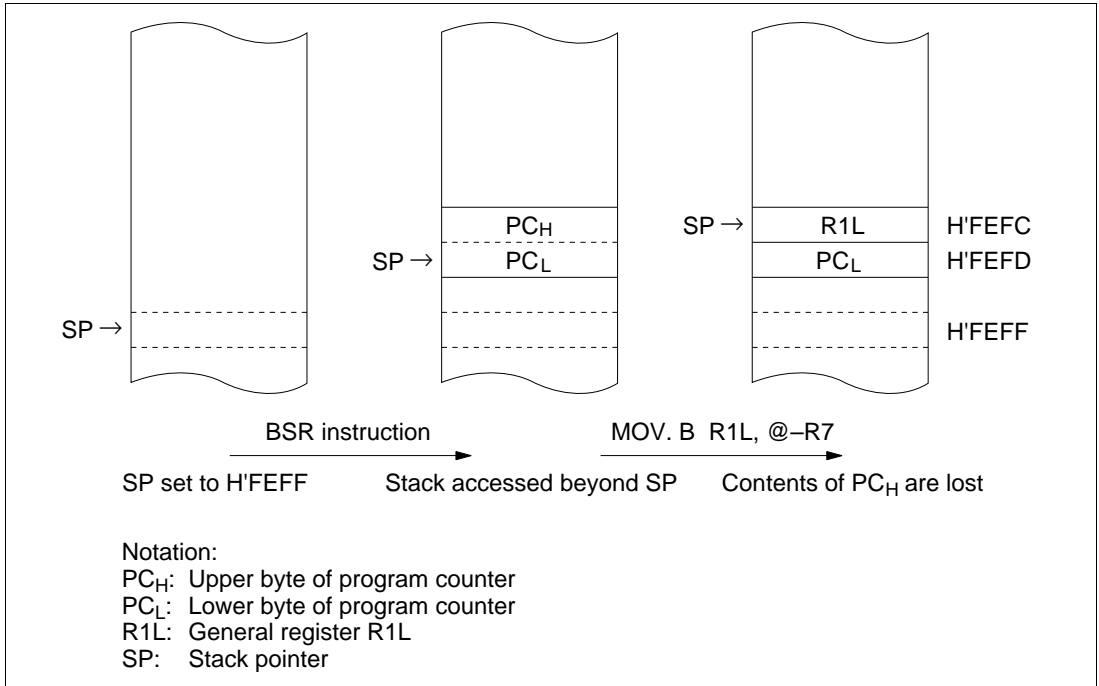 PCH
SP → R1L H'FEFC
SP → PCL PCL H'FEFD
SP → H'FEFF
BSR instruction MOV. B R1L, @–R7
SP set to H'FEFF Stack accessed beyond SP Contents of PCH are lost
Notation:
PCH: Upper byte of program counter
PCL: Lower byte of program counter
R1L: General register R1L
SP: Stack pointer